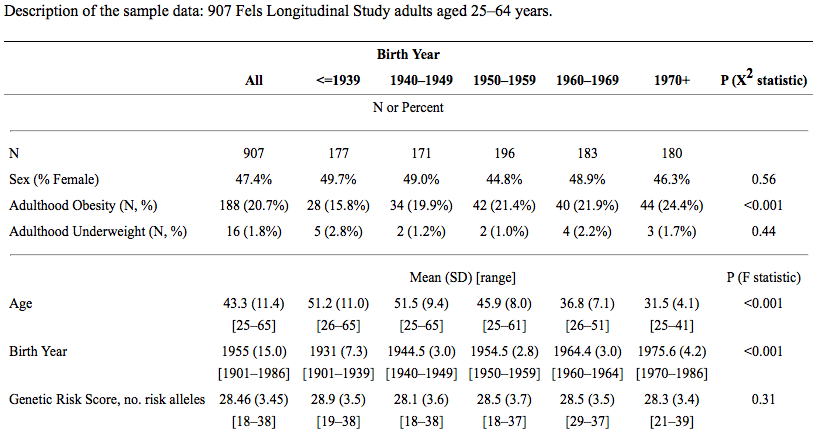 Description of the sample data: 907 Fels Longitudinal Study adults aged 25–64 years.
Birth Year
All <=1939 1940–1949 1950–1959 1960–1969 1970+ P (X2 statistic)
N or Percent
N 907 177 171 196 183 180
Sex (% Female) 47.4% 49.7% 49.0% 44.8% 48.9% 46.3% 0.56
Adulthood Obesity (N, %) 188 (20.7%) 28 (15.8%) 34 (19.9%) 42 (21.4%) 40 (21.9%) 44 (24.4%) <0.001
Adulthood Underweight (N, %) 16 (1.8%) 5 (2.8%) 2 (1.2%) 2 (1.0%) 4 (2.2%) 3 (1.7%) 0.44
Mean (SD) [range] P (F statistic)
Age 43.3 (11.4) 51.2 (11.0) 51.5 (9.4) 45.9 (8.0) 36.8 (7.1) 31.5 (4.1) <0.001
[25–65] [26–65] [25–65] [25–61] [26–51] [25–41]
Birth Year 1955 (15.0) 1931 (7.3) 1944.5 (3.0) 1954.5 (2.8) 1964.4 (3.0) 1975.6 (4.2) <0.001
[1901–1986] [1901–1939] [1940–1949] [1950–1959] [1960–1964] [1970–1986]
Genetic Risk Score, no. risk alleles 28.46 (3.45) 28.9 (3.5) 28.1 (3.6) 28.5 (3.7) 28.5 (3.5) 28.3 (3.4) 0.31
[18–38] [19–38] [18–38] [18–37] [29–37] [21–39]